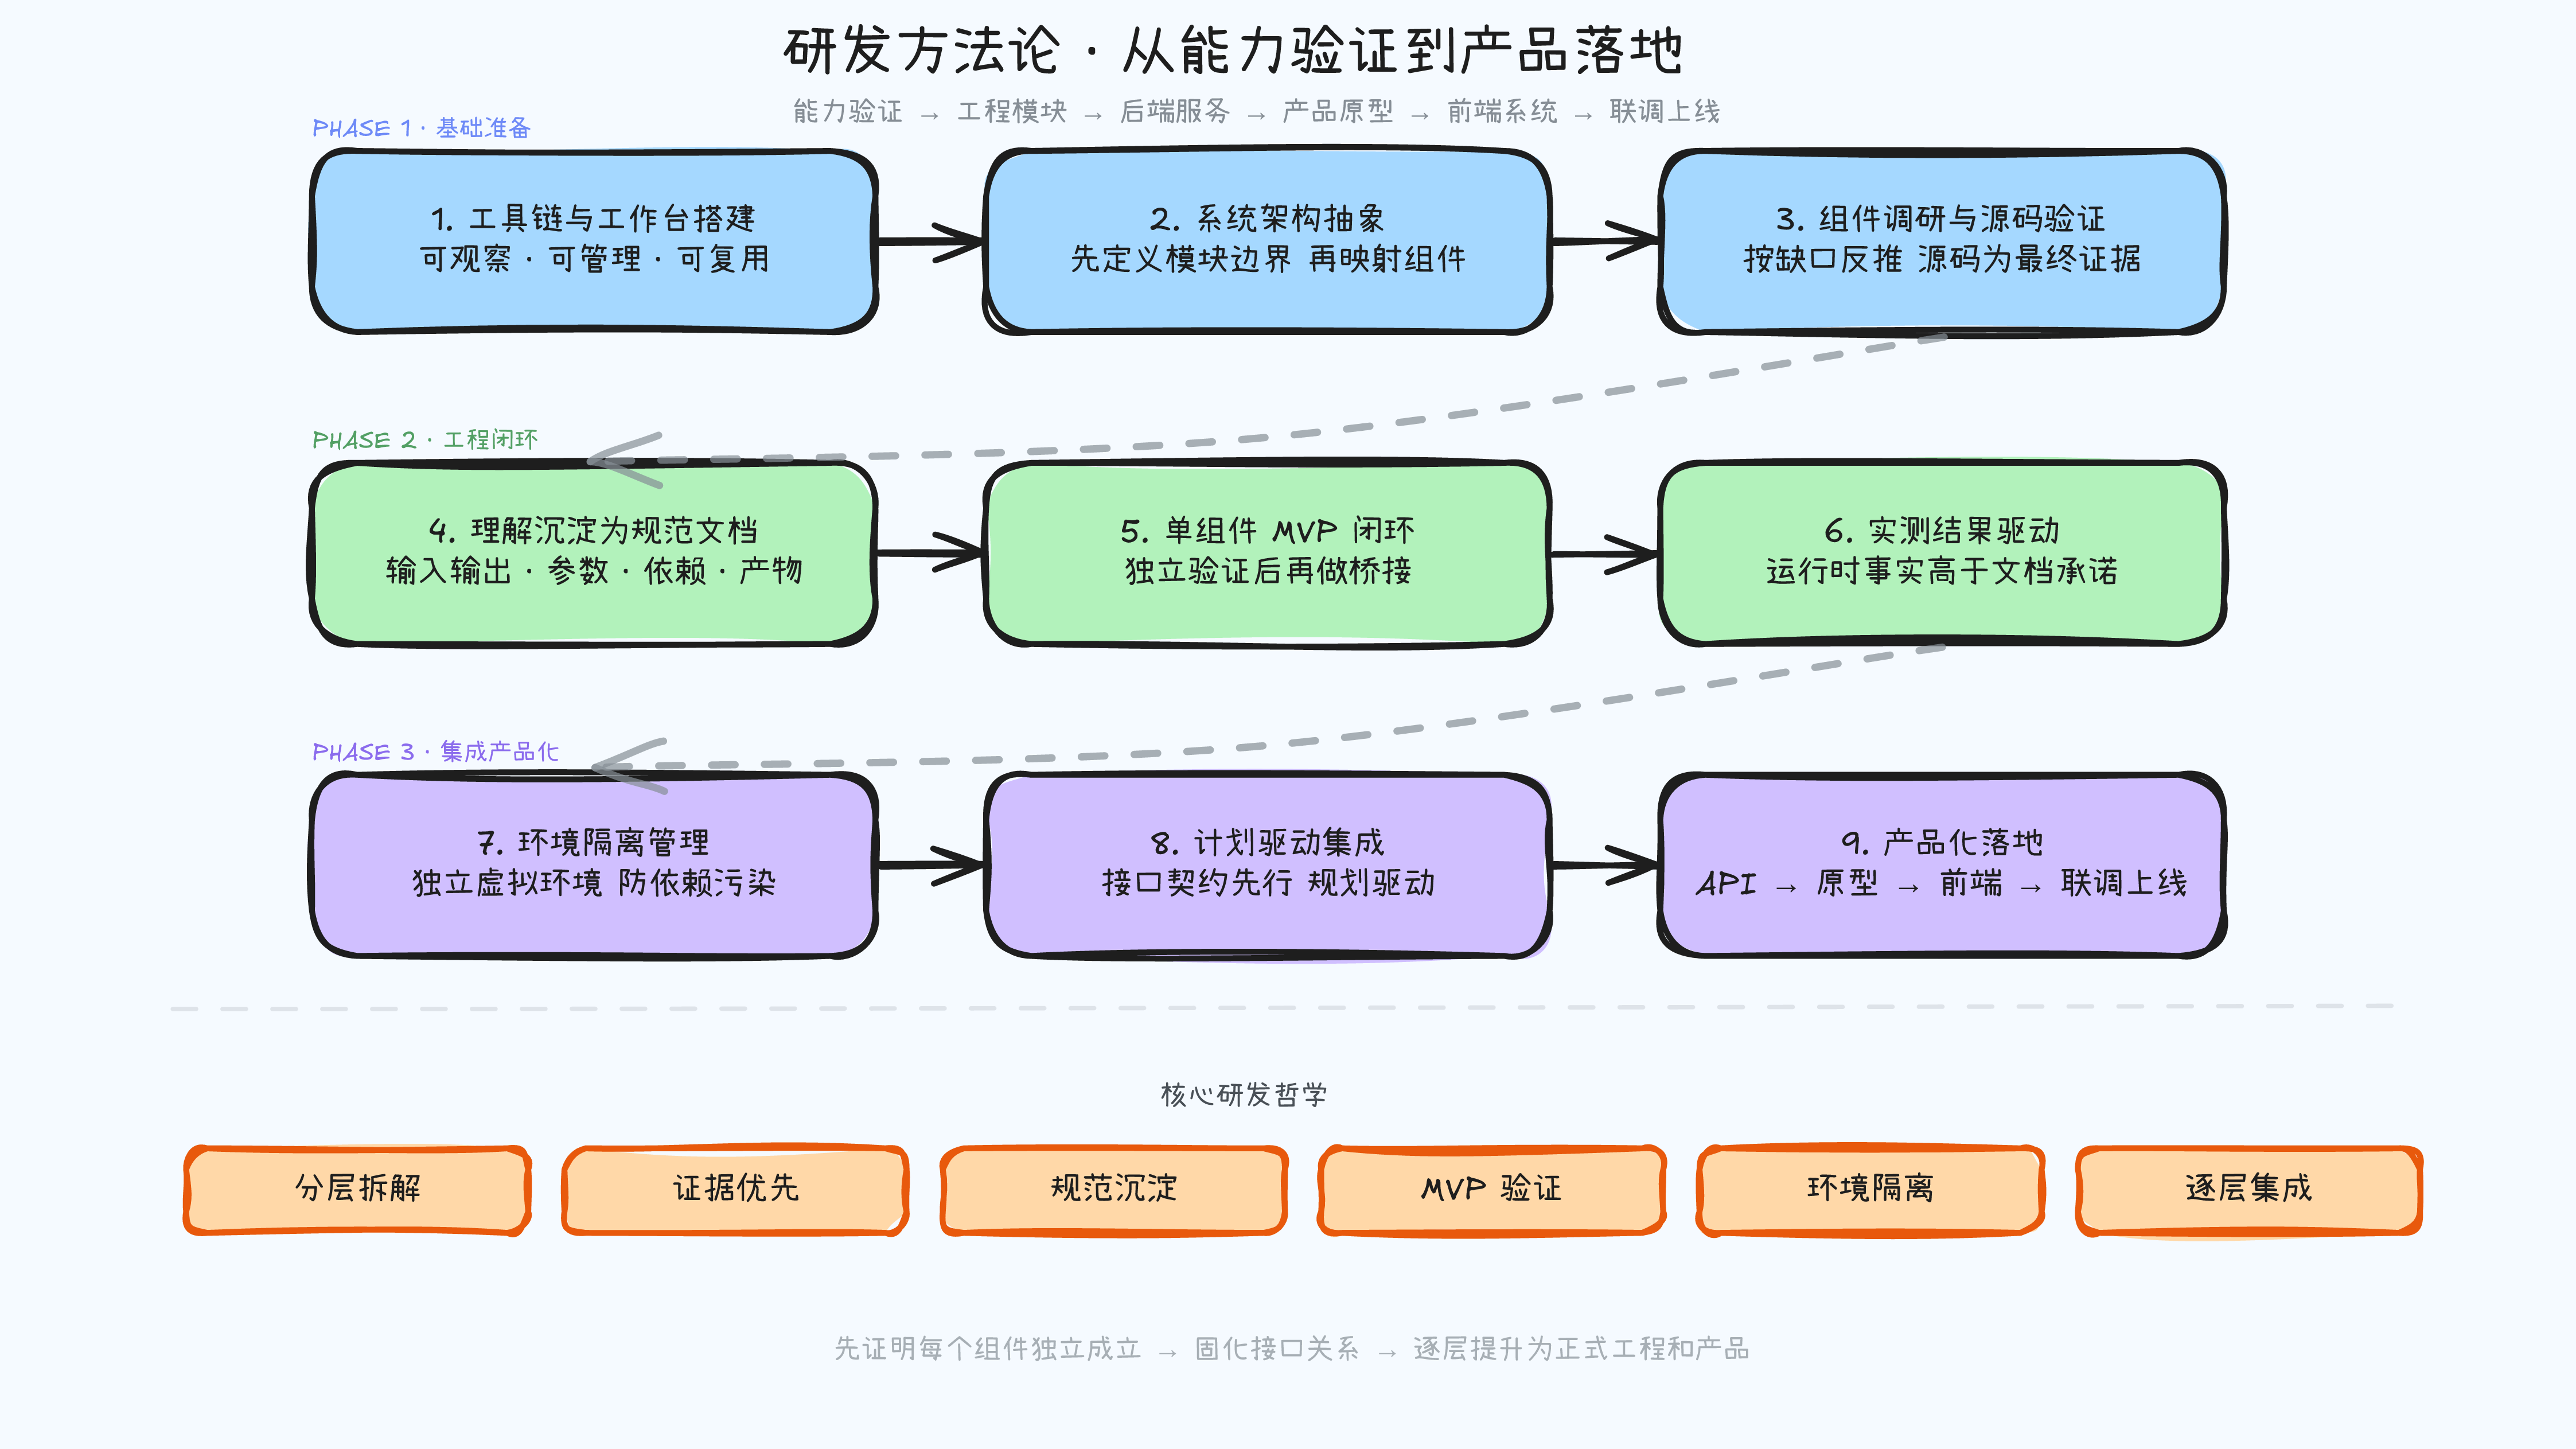 研发方法论 · 从能力验证到产品落地
能力验证 → 工程模块 → 后端服务 → 产品原型 → 前端系统 → 联调上线
PHASE 1 · 基础准备
1. 工具链与工作台搭建
可观察 · 可管理 · 可复用
2. 系统架构抽象
先定义模块边界 再映射组件
3. 组件调研与源码验证
按缺口反推 源码为最终证据
PHASE 2 · 工程闭环
4. 理解沉淀为规范文档
输入输出 · 参数 · 依赖 · 产物
5. 单组件 MVP 闭环
独立验证后再做桥接
6. 实测结果驱动
运行时事实高于文档承诺
PHASE 3 · 集成产品化
7. 环境隔离管理
独立虚拟环境 防依赖污染
8. 计划驱动集成
接口契约先行 规划驱动
9. 产品化落地
API → 原型 → 前端 → 联调上线
核心研发哲学
分层拆解
证据优先
规范沉淀
MVP 验证
环境隔离
逐层集成
先证明每个组件独立成立 → 固化接口关系 → 逐层提升为正式工程和产品